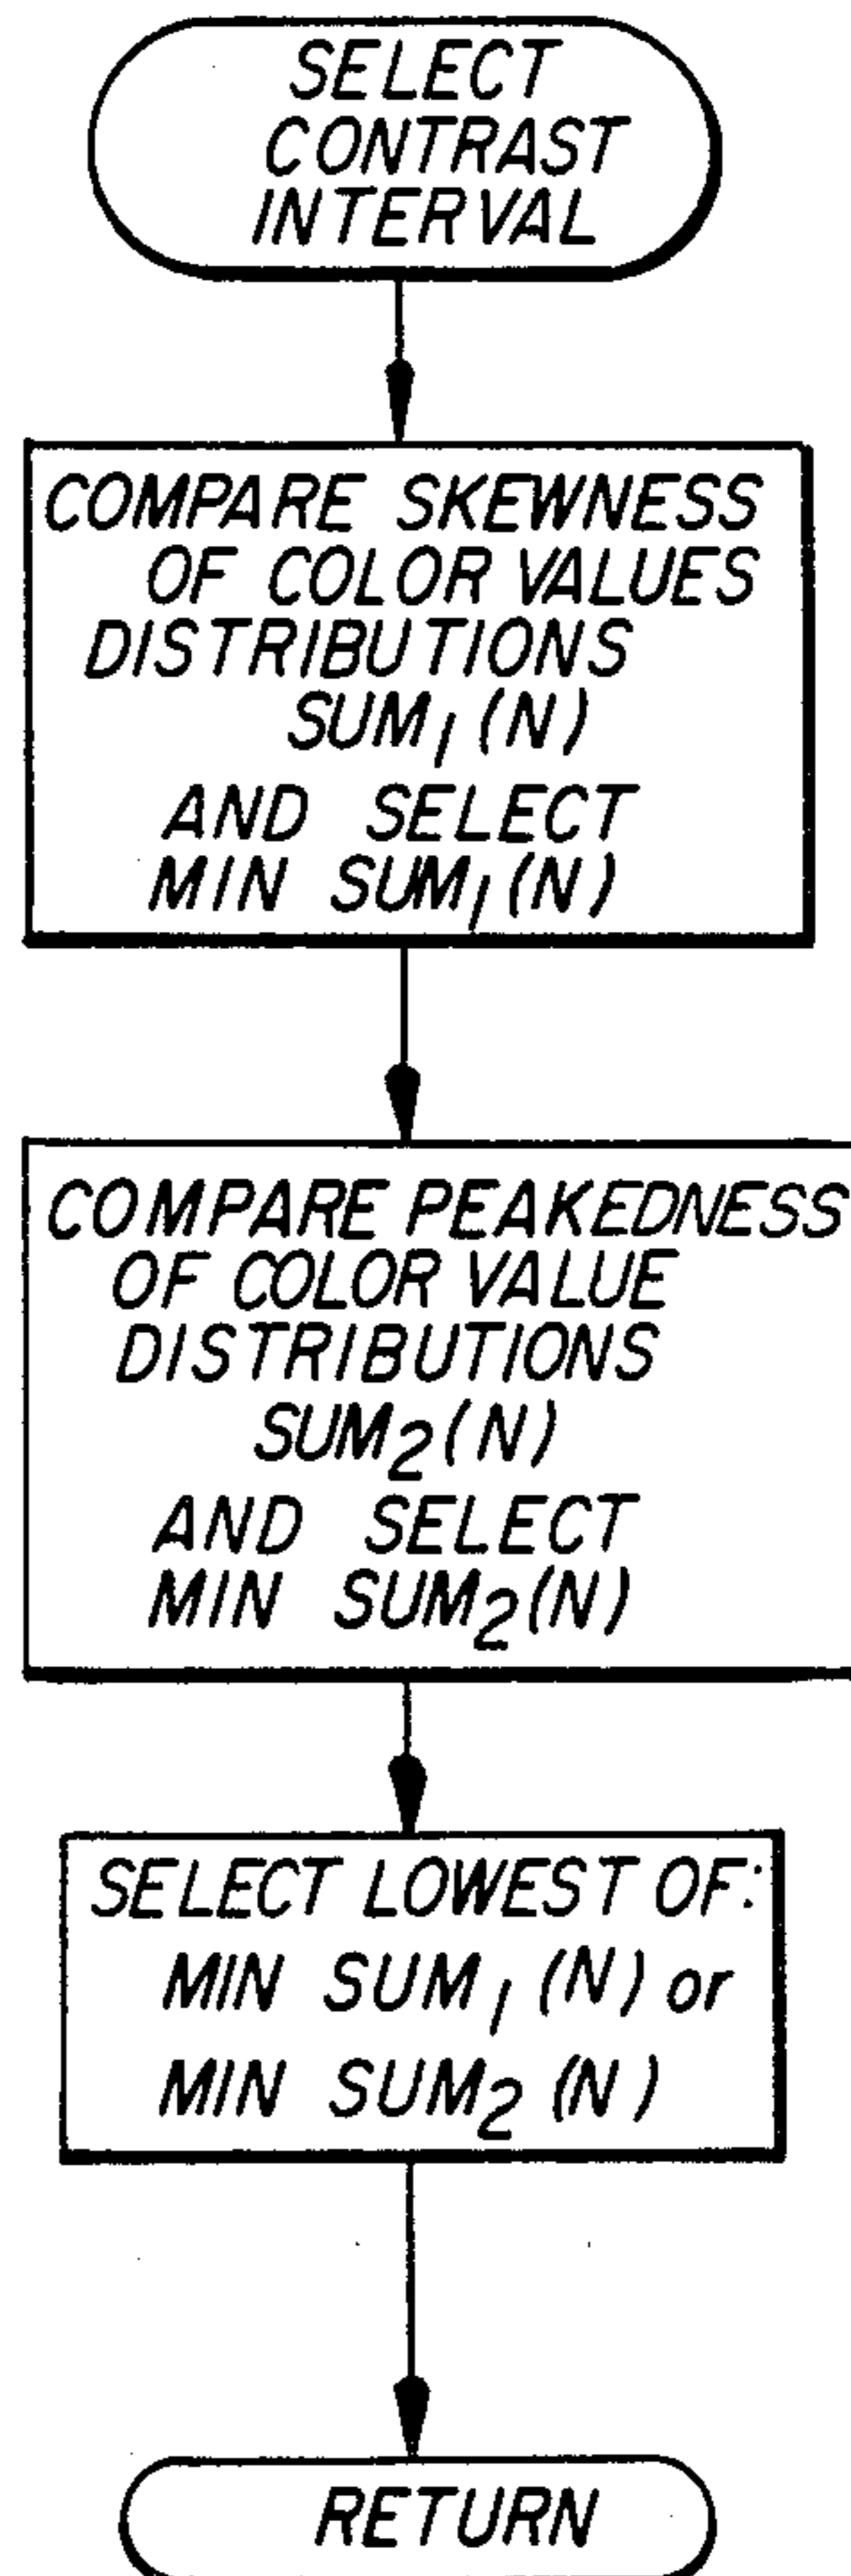 SELECT
CONTRAST
INTERVAL
COMPARE SKEWNESS
OF COLOR VALUES
DISTRIBUTIONS
SUM₁(N)
AND SELECT
MIN SUM₁(N)
COMPARE PEAKEDNESS
OF COLOR VALUE
DISTRIBUTIONS
SUM₂(N)
AND SELECT
MIN SUM₂(N)
SELECT LOWEST OF:
MIN SUM₁(N) or
MIN SUM₂(N)
RETURN